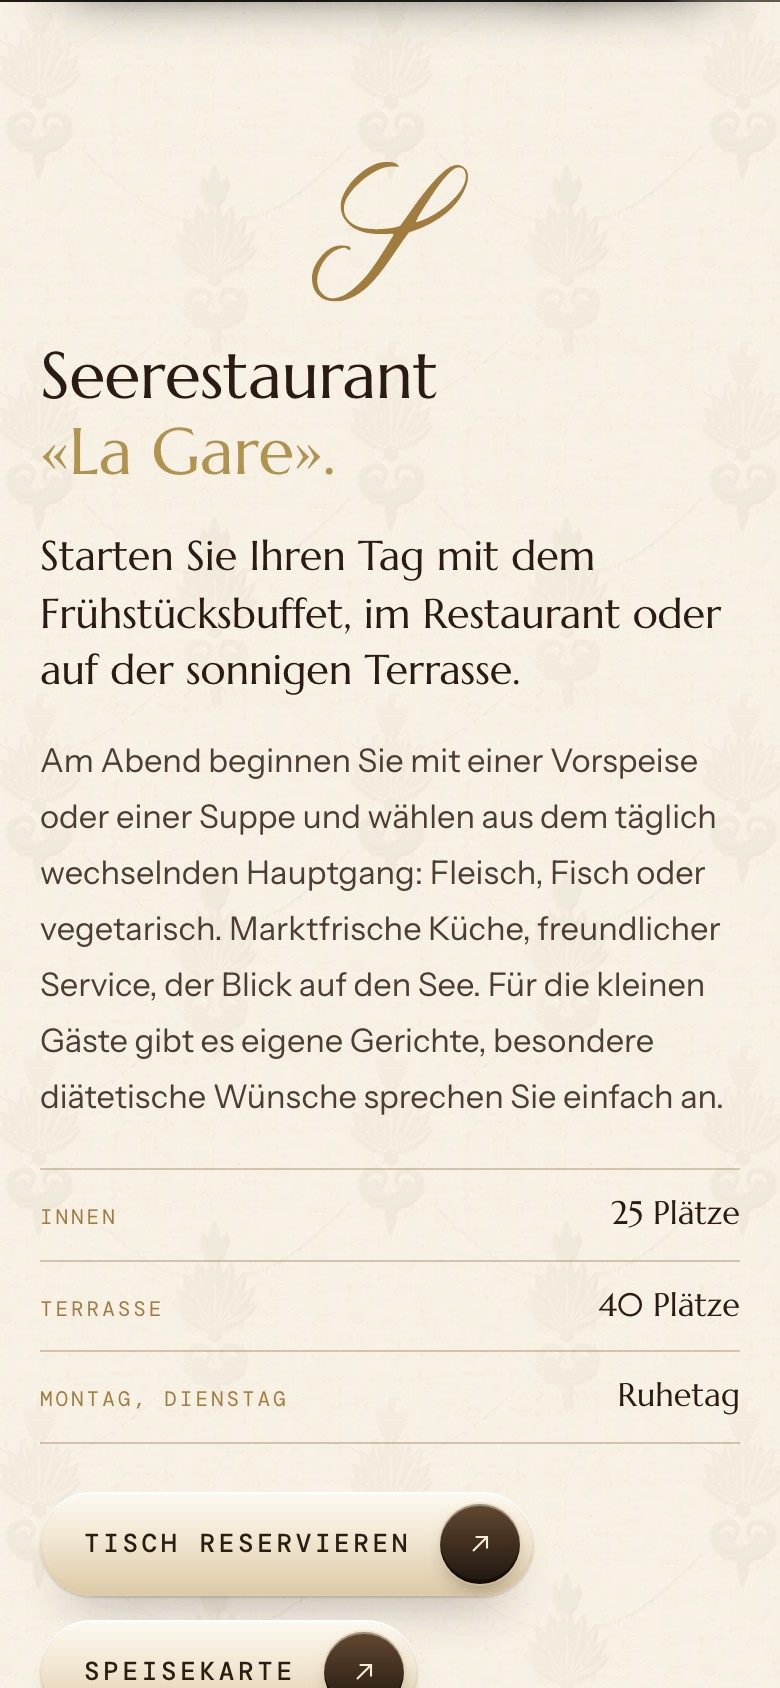 S
Seerestaurant
«La Gare».
Starten Sie Ihren Tag mit dem
Frühstücksbuffet, im Restaurant oder
auf der sonnigen Terrasse.
Am Abend beginnen Sie mit einer Vorspeise
oder einer Suppe und wählen aus dem täglich
wechselnden Hauptgang: Fleisch, Fisch oder
vegetarisch. Marktfrische Küche, freundlicher
Service, der Blick auf den See. Für die kleinen
Gäste gibt es eigene Gerichte, besondere
diätetische Wünsche sprechen Sie einfach an.
INNEN 25 Plätze
TERRASSE 40 Plätze
MONTAG, DIENSTAG Ruhetag
TISCH RESERVIEREN
SPEISEKARTE